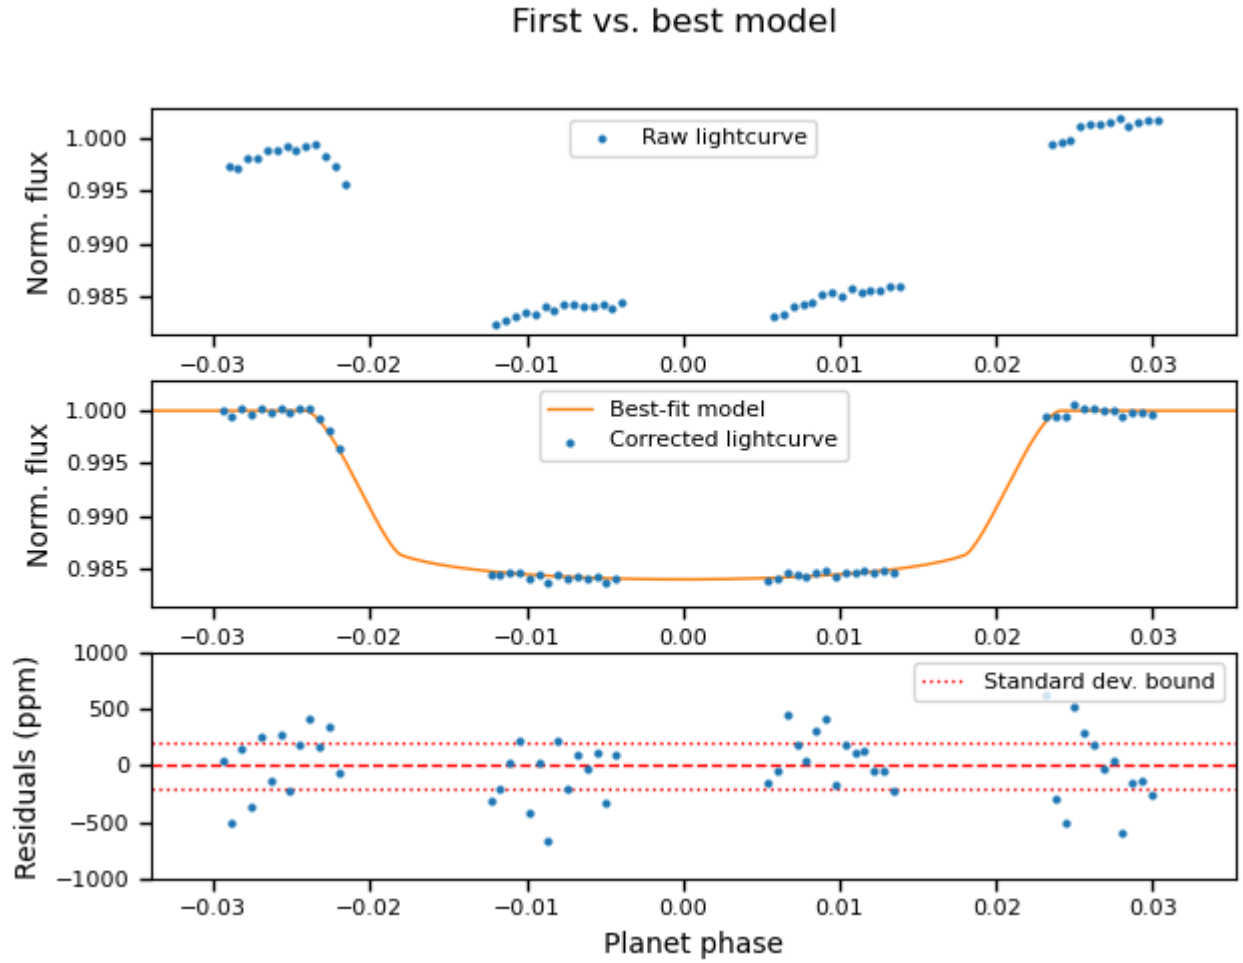 First vs. best model
Norm. flux
1.000
0.995
0.990
0.985
Raw lightcurve
−0.03 −0.02 −0.01 0.00 0.01 0.02 0.03
Norm. flux
1.000
0.995
0.990
0.985
Best-fit model
Corrected lightcurve
−0.03 −0.02 −0.01 0.00 0.01 0.02 0.03
Residuals (ppm)
1000
500
0
−500
−1000
Standard dev. bound
−0.03 −0.02 −0.01 0.00 0.01 0.02 0.03
Planet phase